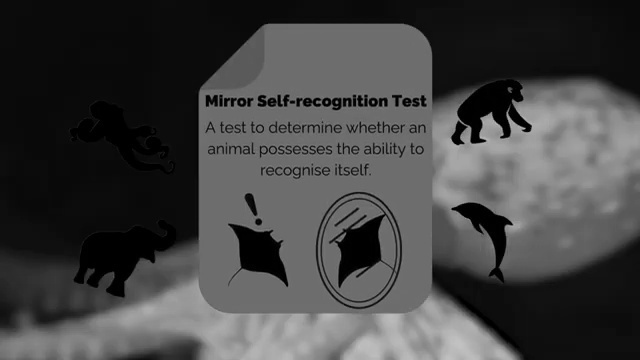 Mirror Self-recognition Test
A test to determine whether an
animal possesses the ability to
recognise itself.
!